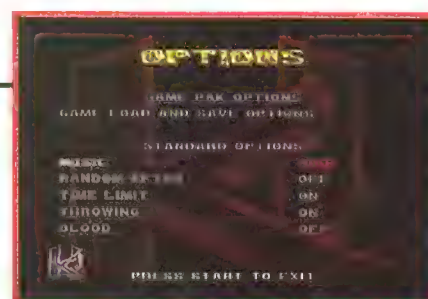 OPTIONS
GAME PAK OPTIONS
GAME LOAD AND SAVE OPTIONS
STANDARD OPTIONS
MUSIC
RANDOM OFF
TIME LIMIT ON
THROWING ON
BLOOD OFF
PRESS START TO EXIT